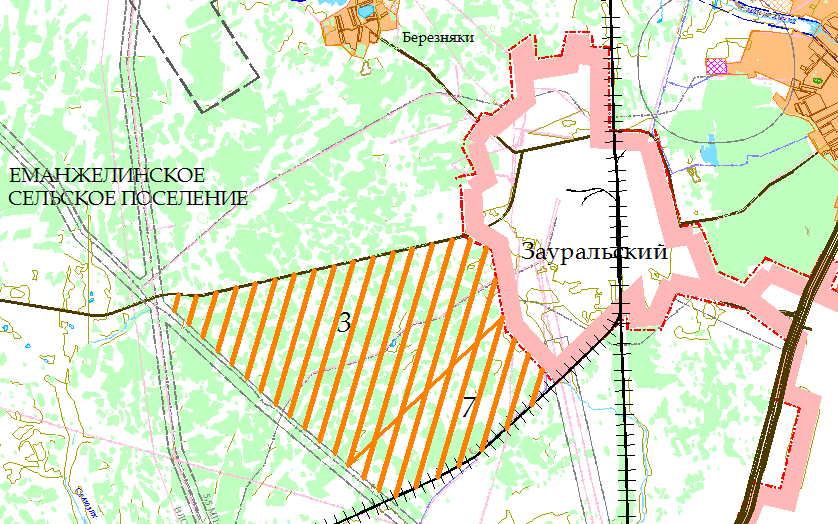 Березняки
ЕМАНЖЕЛИНСКОЕ
СЕЛЬСКОЕ ПОСЕЛЕНИЕ
Зауральский
3
7